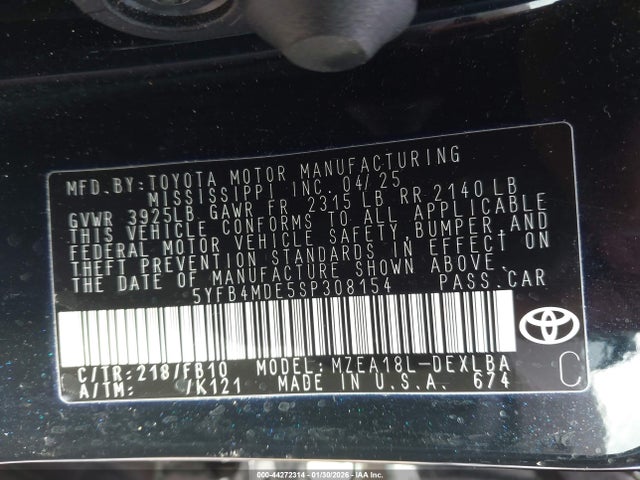 MFD. BY: TOYOTA MOTOR MANUFACTURING
MISSISSIPPI INC. 04/25
GVWR 3925LB GAWR FR 2315 LB RR 2140 LB
THIS VEHICLE CONFORMS TO ALL APPLICABLE
FEDERAL MOTOR VEHICLE SAFETY, BUMPER, AND
THEFT PREVENTION STANDARDS IN EFFECT ON
THE DATE OF MANUFACTURE SHOWN ABOVE.
5YFB4MDE5SP308154 PASS. CAR
C/TR: 218/FB10 MODEL: MZEA18L-DEXLBA
A/TM: /K121 MADE IN U.S.A. 674
C
000-44272314 | 01/30/2026 | IAA Inc.